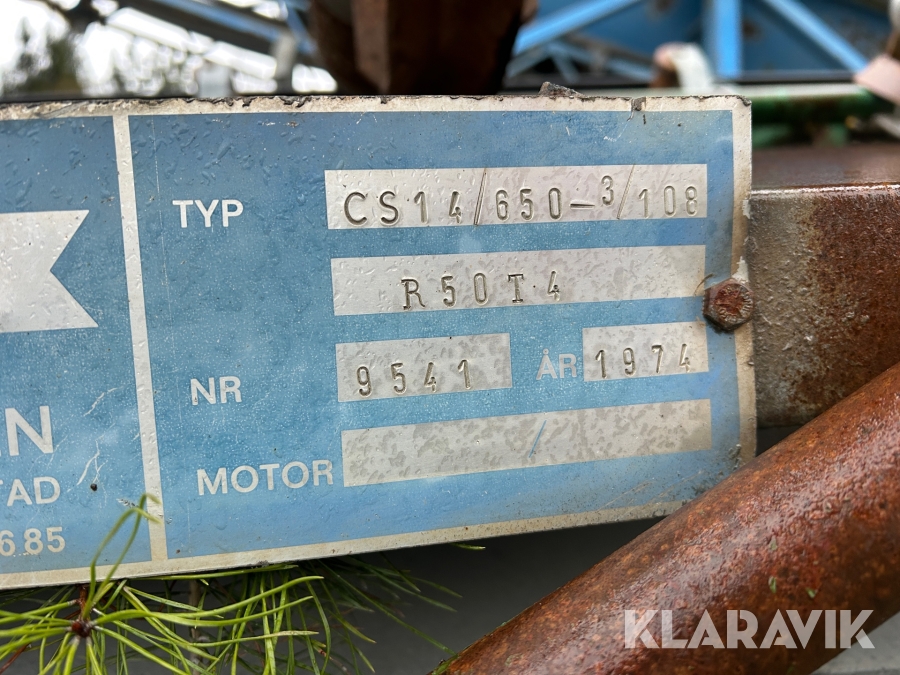 TYP CS14/650-3/108
R50T4
NR 9541 ÅR 1974
MOTOR
N
TAD
685
KLARAVIK